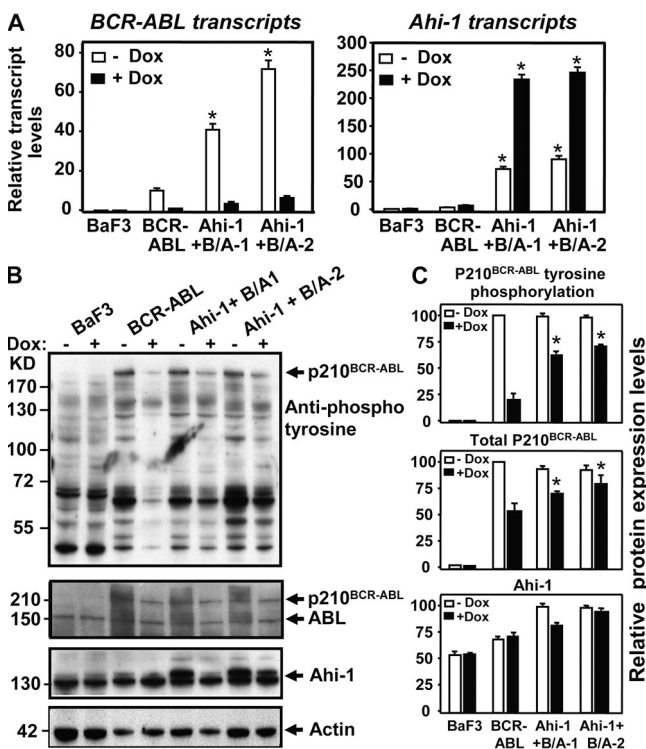 A
BCR-ABL transcripts
Ahi-1 transcripts
Relative transcript
levels
80
60
40
20
0
- Dox
+ Dox
*
*
BaF3
BCR-
ABL
Ahi-1
+B/A-1
Ahi-1
+B/A-2
300
250
200
150
100
50
0
- Dox
+ Dox
*
*
*
*
BaF3
BCR-
ABL
Ahi-1
+B/A-1
Ahi-1
+B/A-2
B
BaF3
BCR-ABL
Ahi-1+ B/A1
Ahi-1 + B/A-2
Dox: - + - + - + - +
KD
170
130
100
72
55
p210BCR-ABL
Anti-phospho
tyrosine
210
150
p210BCR-ABL
ABL
130
Ahi-1
42
Actin
C
P210BCR-ABL tyrosine
phosphorylation
100
75
50
25
0
- Dox
+Dox
*
*
Total P210BCR-ABL
100
75
50
25
0
- Dox
+Dox
*
*
Ahi-1
100
75
50
25
0
- Dox
+Dox
BaF3
BCR-
ABL
Ahi-1
+B/A-1
Ahi-1+
B/A-2
Relative protein expression levels